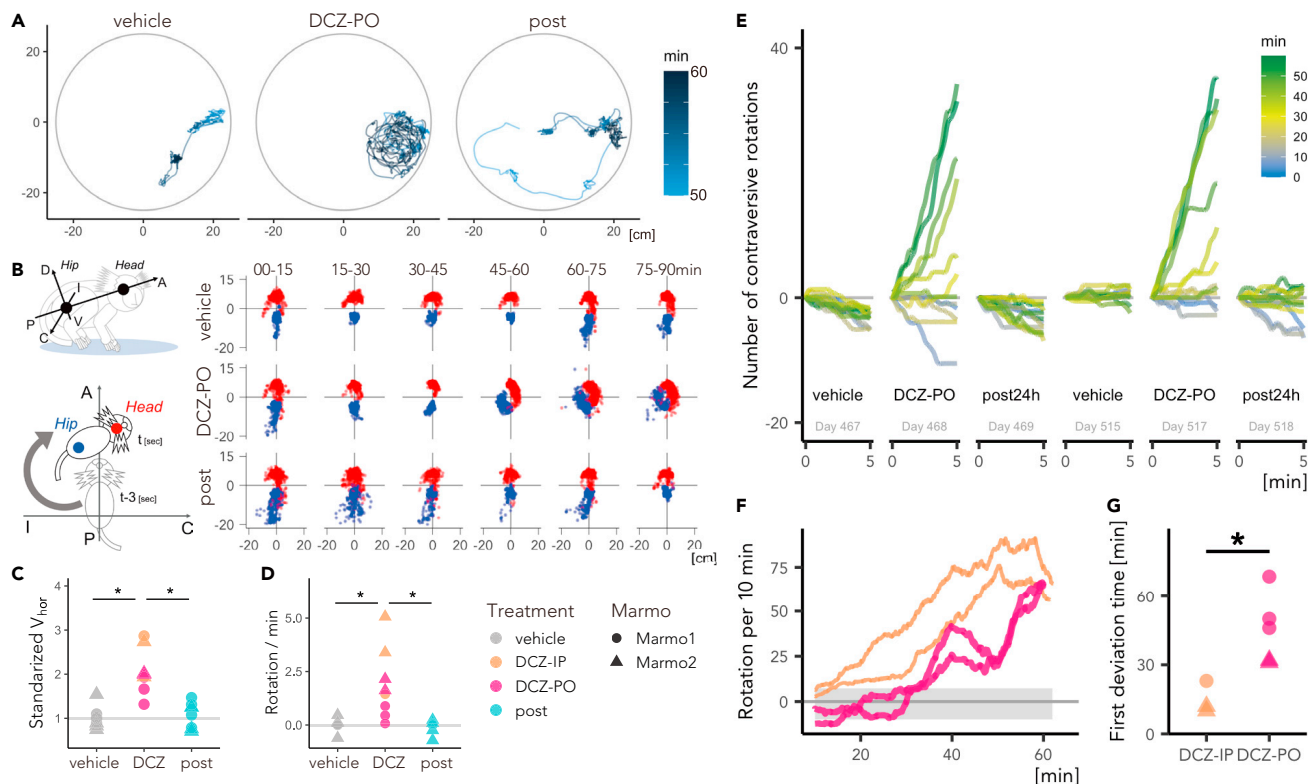 A
vehicle
DCZ-PO
post
20
0
-20
-20 0 20
-20 0 20
-20 0 20
[cm]
min
60
50
B
D
Hip
Head
I
A
P
C
V
A
Hip
Head
t [sec]
t-3 [sec]
I
P
C
00-15 15-30 30-45 45-60 60-75 75-90min
vehicle
15
0
-20
DCZ-PO
15
0
-20
post
15
0
-20
20 0 20 20 0 20 20 0 20 20 0 20 20 0 20 20 0 20
[cm]
C
Standarized Vhor
4
3
2
1
* *
vehicle DCZ post
D
Rotation / min
5.0
2.5
0.0
* *
vehicle DCZ post
Treatment
vehicle
DCZ-IP
DCZ-PO
post
Marmo
Marmo1
Marmo2
E
Number of contraversive rotations
40
0
-20
min
50
40
30
20
10
0
vehicle DCZ-PO post24h vehicle DCZ-PO post24h
Day 467 Day 468 Day 469 Day 515 Day 517 Day 518
0 5 0 5 0 5 0 5 0 5 0 5
[min]
F
Rotation per 10 min
75
50
25
0
20 40 60
[min]
G
First deviation time [min]
60
30
0
*
DCZ-IP DCZ-PO